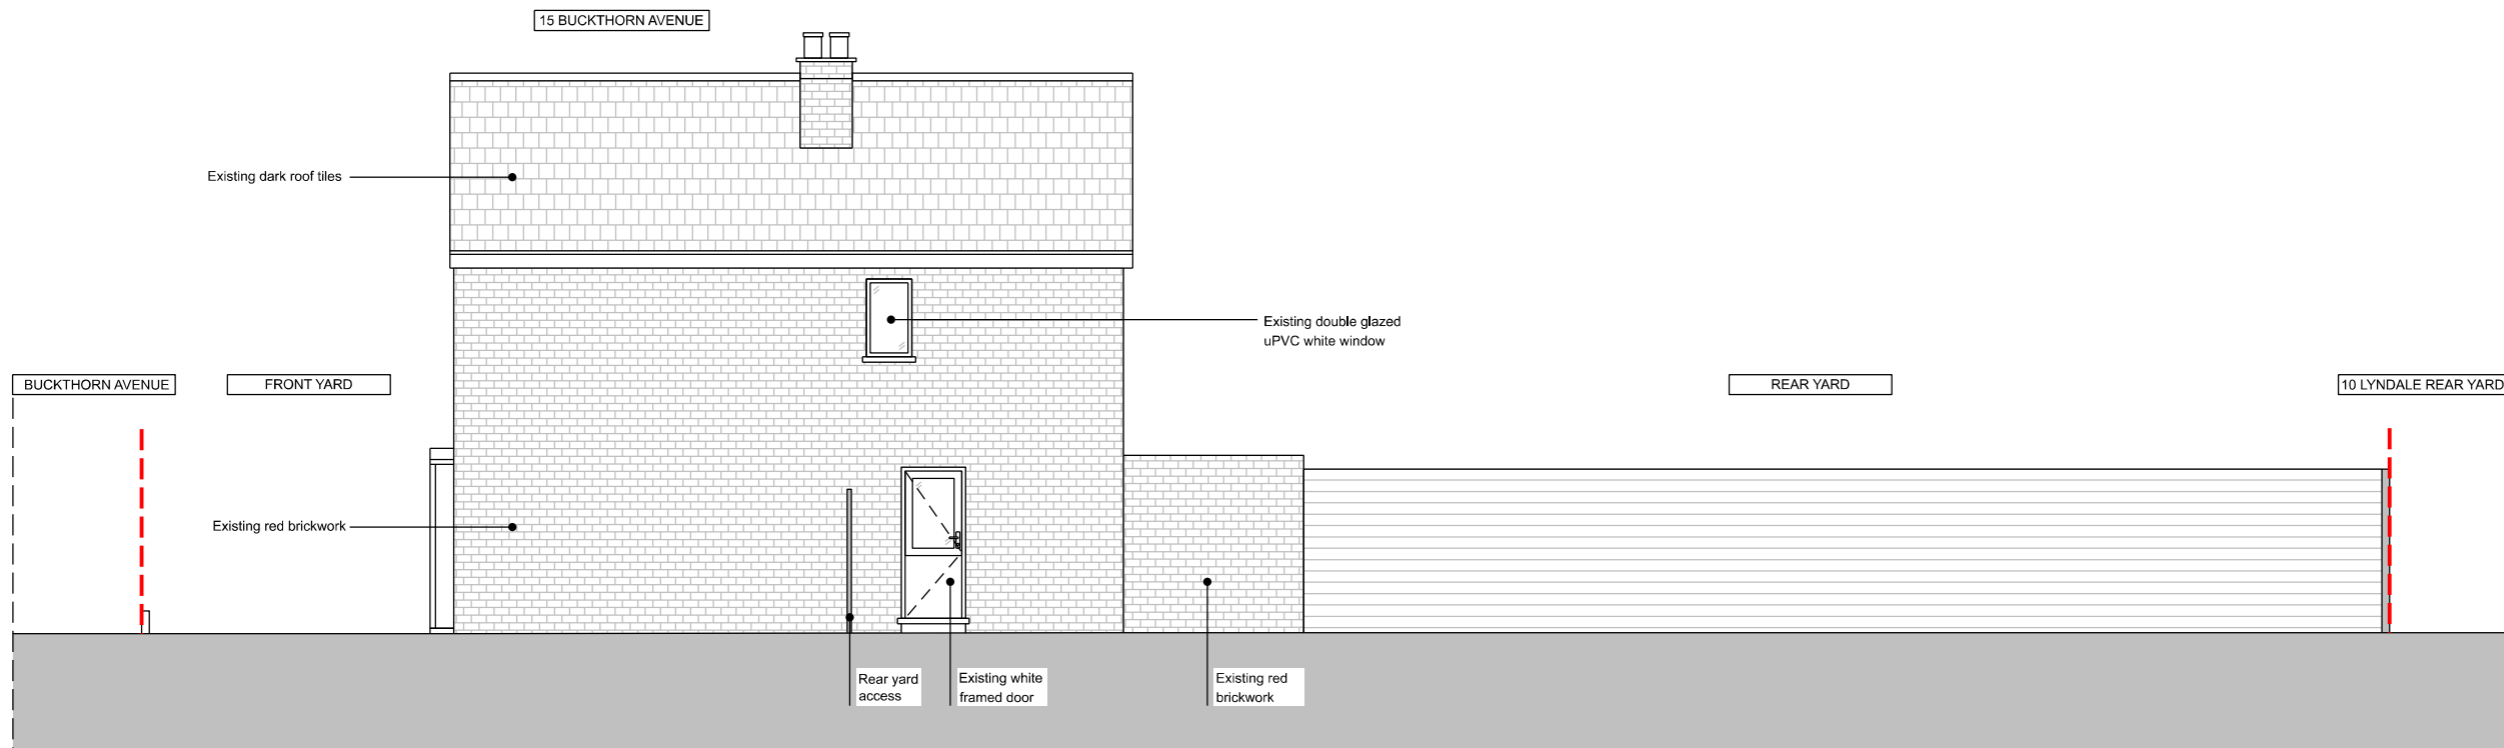 15 BUCKTHORN AVENUE
Existing dark roof tiles
Existing double glazed
uPVC white window
BUCKTHORN AVENUE
FRONT YARD
REAR YARD
10 LYNDALE REAR YARD
Existing red brickwork
Rear yard
access
Existing white
framed door
Existing red
brickwork